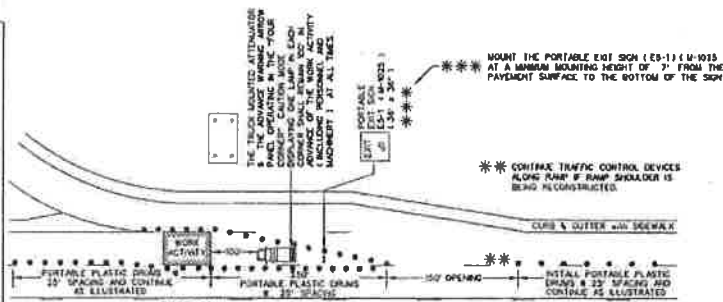 THE TRUCK MOUNTED ATTENUATOR
& THE ADVANCE WARNING ARROW
PANEL OPERATING IN THE "FOUR
CORNER" CAUTION MODE
DISPLAYING ONE LAMP IN EACH
CORNER SHALL REMAIN 100' IN
ADVANCE OF THE WORK ACTIVITY
( INCLUDING PERSONNEL AND
MACHINERY ) AT ALL TIMES
PORTABLE
EXIT SIGN
E5-1 ( M-1025 )
( 36" x 36" )
***
EXIT
*** MOUNT THE PORTABLE EXIT SIGN ( E5-1 ) ( M-1025
AT A MINIMUM MOUNTING HEIGHT OF 7' FROM THE
PAVEMENT SURFACE TO THE BOTTOM OF THE SIGN
** CONTINUE TRAFFIC CONTROL DEVICES
ALONG RAMP IF RAMP SHOULDER IS
BEING RECONSTRUCTED.
CURB & GUTTER with SIDEWALK
WORK
ACTIVITY
100'
**
PORTABLE PLASTIC DRUMS
25' SPACING AND CONTINUE
AS ILLUSTRATED
150'
PORTABLE PLASTIC DRUMS
@ 25' SPACING
150' OPENING
INSTALL PORTABLE PLASTIC
DRUMS @ 25' SPACING AND
CONTINUE AS ILLUSTRATED